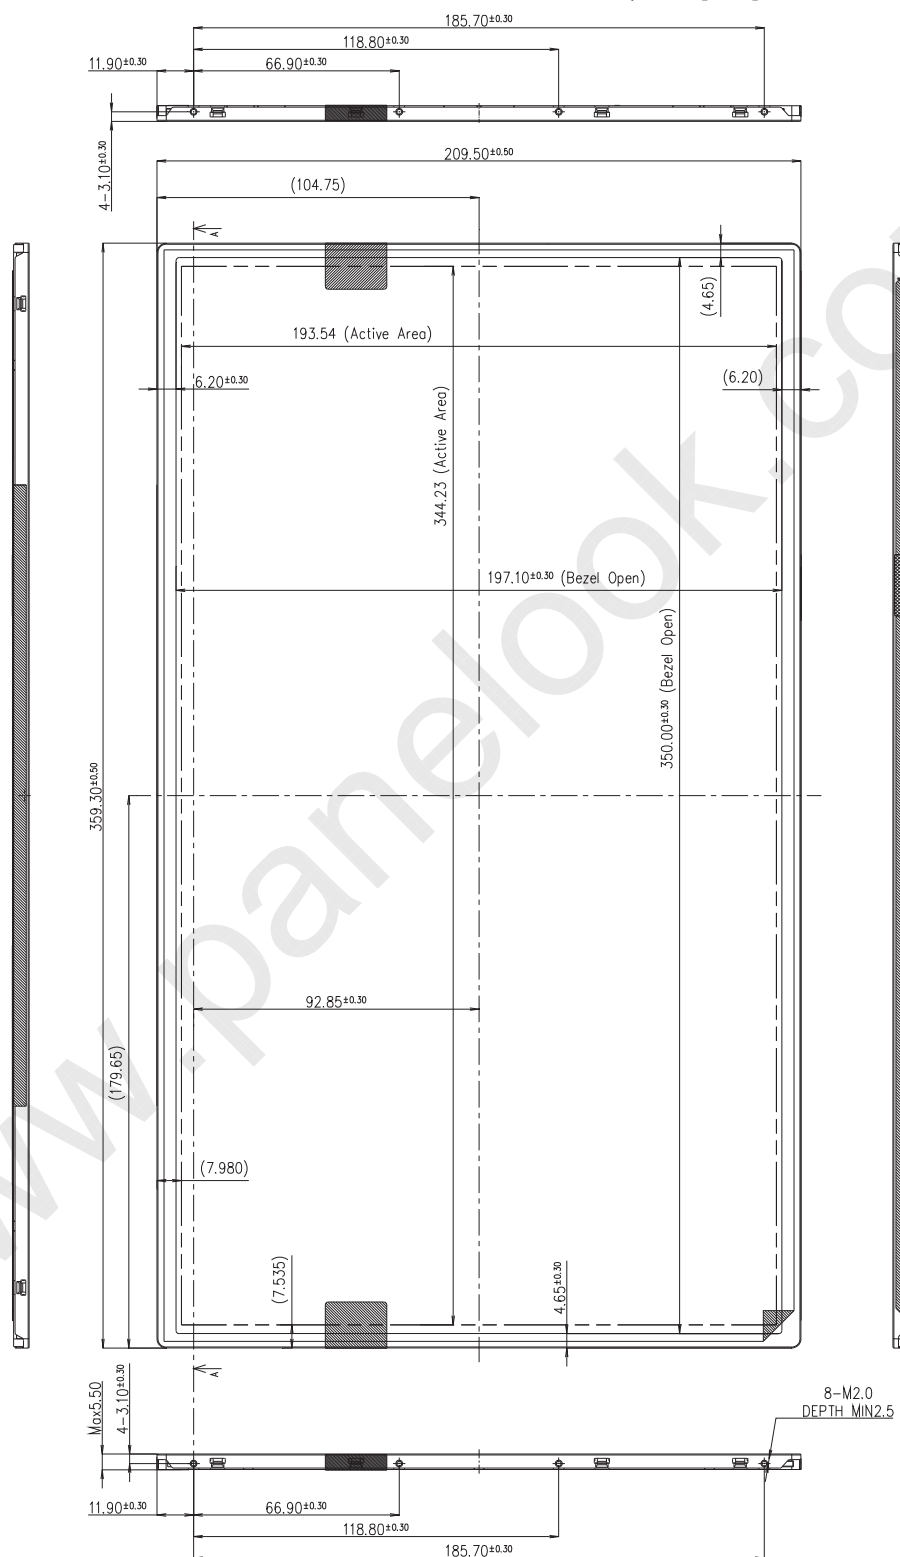 185.70±0.30
118.80±0.30
11.90±0.30
66.90±0.30
4-3.10±0.30
209.50±0.50
(104.75)
A
(4.65)
193.54 (Active Area)
6.20±0.30
(6.20)
344.23 (Active Area)
197.10±0.30 (Bezel Open)
350.00±0.30 (Bezel Open)
359.30±0.50
92.85±0.30
(179.65)
(7.980)
(7.535)
4.65±0.30
A
Max5.50
4-3.10±0.30
8-M2.0
DEPTH MIN2.5
11.90±0.30
66.90±0.30
118.80±0.30
185.70±0.30
www.panelook.co